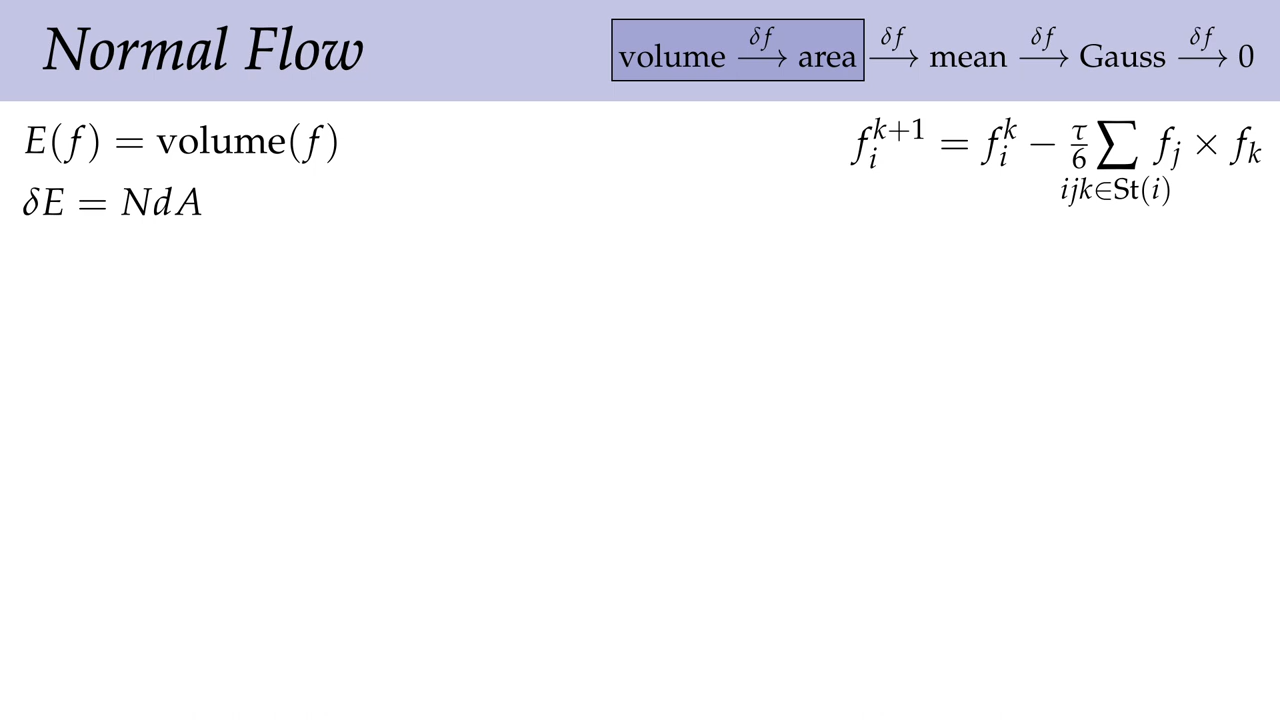 Normal Flow
volume —δf→ area —δf→ mean —δf→ Gauss —δf→ 0
E(f) = volume(f)
δE = NdA
f_i^{k+1} = f_i^k − τ/6 ∑_{ijk∈St(i)} f_j × f_k